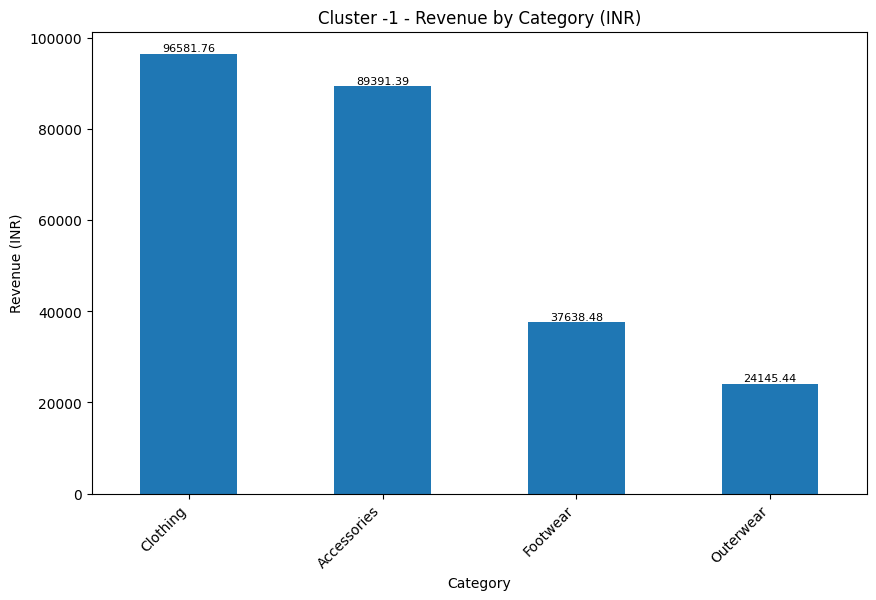 Cluster -1 - Revenue by Category (INR)
Revenue (INR)
100000
80000
60000
40000
20000
0
96581.76
89391.39
37638.48
24145.44
Clothing
Accessories
Footwear
Outerwear
Category